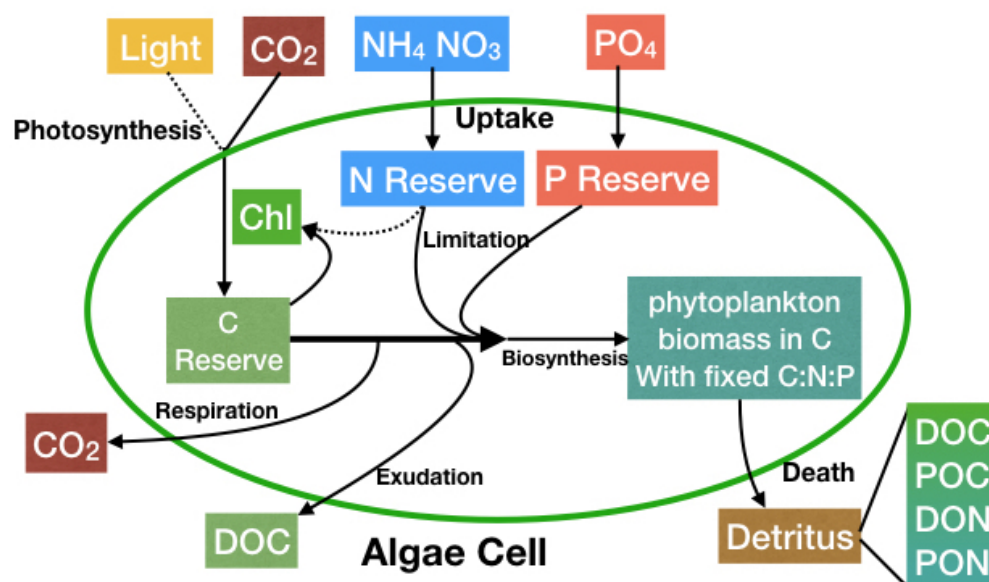 Light
CO₂
NH₄ NO₃
PO₄
Photosynthesis
Uptake
N Reserve
P Reserve
Chl
Limitation
C
Reserve
phytoplankton
biomass in C
With fixed C:N:P
Biosynthesis
Respiration
CO₂
Exudation
Death
DOC
POC
DON
PON
DOC
Algae Cell
Detritus